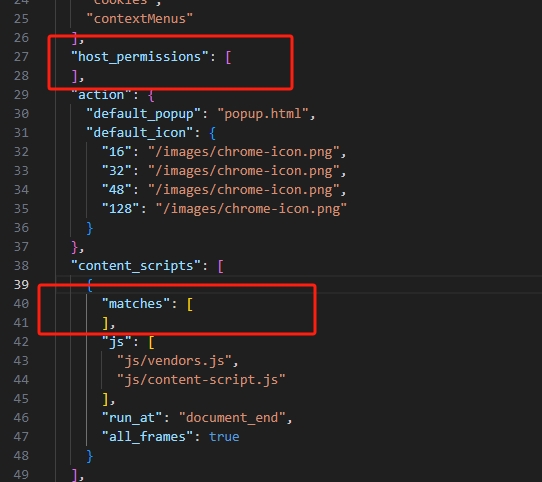 24 "cookies",
25 "contextMenus"
26 ],
27 "host_permissions": [
28 ],
29 "action": {
30 "default_popup": "popup.html",
31 "default_icon": {
32 "16": "/images/chrome-icon.png",
33 "32": "/images/chrome-icon.png",
34 "48": "/images/chrome-icon.png",
35 "128": "/images/chrome-icon.png"
36 }
37 },
38 "content_scripts": [
39 {
40 "matches": [
41 ],
42 "js": [
43 "js/vendors.js",
44 "js/content-script.js"
45 ],
46 "run_at": "document_end",
47 "all_frames": true
48 }
49 ],